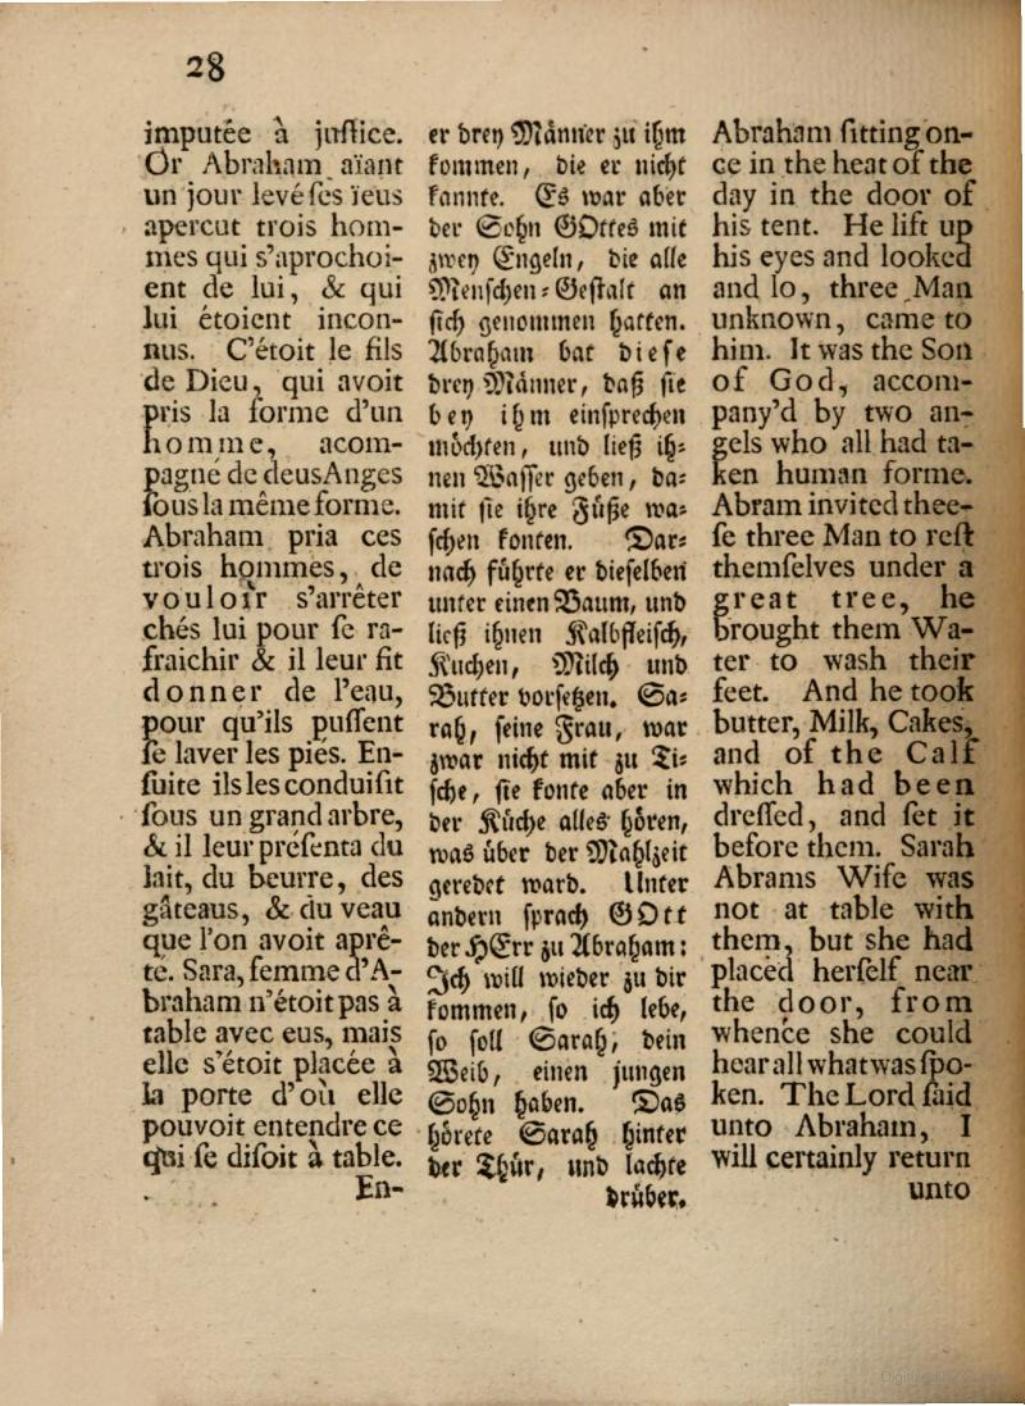 28
imputée à juſtice.
Or Abraham aïant
un jour levé ſes ïeus
apercut trois hom-
mes qui s'aprochoi-
ent de lui, & qui
lui étoient incon-
nus. C'étoit le fils
de Dieu, qui avoit
pris la forme d'un
homme, acom-
pagné de deus Anges
ſous la même forme.
Abraham pria ces
trois hommes, de
vouloir s'arrêter
chés lui pour ſe ra-
fraichir & il leur fit
donner de l'eau,
pour qu'ils puſſent
ſe laver les piés. En-
ſuite ils les conduiſit
ſous un grand arbre,
& il leur préſenta du
lait, du beurre, des
gâteaus, & du veau
que l'on avoit aprê-
té. Sara, femme d'A-
braham n'étoit pas à
table avec eus, mais
elle s'étoit placée à
la porte d'où elle
pouvoit entendre ce
qui ſe diſoit à table.
En-
er drey Männer zu ihm
kommen, die er nicht
kannte. Es war aber
der Sohn GOttes mit
zwey Engeln, die alle
Menſchen⸗Geſtalt an
ſich genommen hatten.
Abraham bat dieſe
drey Männer, daß ſie
bey ihm einſprechen
möchten, und ließ ih⸗
nen Waſſer geben, da⸗
mit ſie ihre Füße wa⸗
ſchen konten. Dar⸗
nach führte er dieſelben
unter einen Baum, und
ließ ihnen Kalbfleiſch,
Kuchen, Milch und
Butter vorſetzen. Sa⸗
rah, ſeine Frau, war
zwar nicht mit zu Ti⸗
ſche, ſie konte aber in
der Küche alles hören,
was über der Mahlzeit
geredet ward. Unter
andern ſprach GOtt
der HErr zu Abraham:
Ich will wieder zu dir
kommen, ſo ich lebe,
ſo ſoll Sarah, dein
Weib, einen jungen
Sohn haben. Das
hörete Sarah hinter
der Thür, und lachte
drüber.
Abraham ſitting on-
ce in the heat of the
day in the door of
his tent. He lift up
his eyes and looked
and lo, three Man
unknown, came to
him. It was the Son
of God, accom-
pany'd by two an-
gels who all had ta-
ken human forme.
Abram invited thee-
ſe three Man to reſt
themſelves under a
great tree, he
brought them Wa-
ter to wash their
feet. And he took
butter, Milk, Cakes,
and of the Calf
which had been
dreſſed, and ſet it
before them. Sarah
Abrams Wife was
not at table with
them, but she had
placed herſelf near
the door, from
whence she could
hear all what was ſpo-
ken. The Lord ſaid
unto Abraham, I
will certainly return
unto